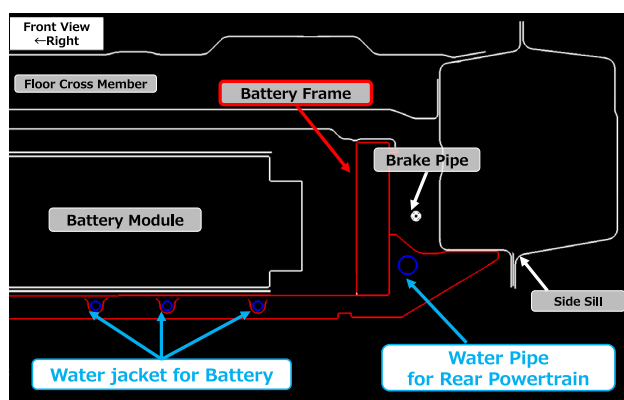 Front View
←Right
Floor Cross Member
Battery Frame
Brake Pipe
Battery Module
Side Sill
Water jacket for Battery
Water Pipe
for Rear Powertrain